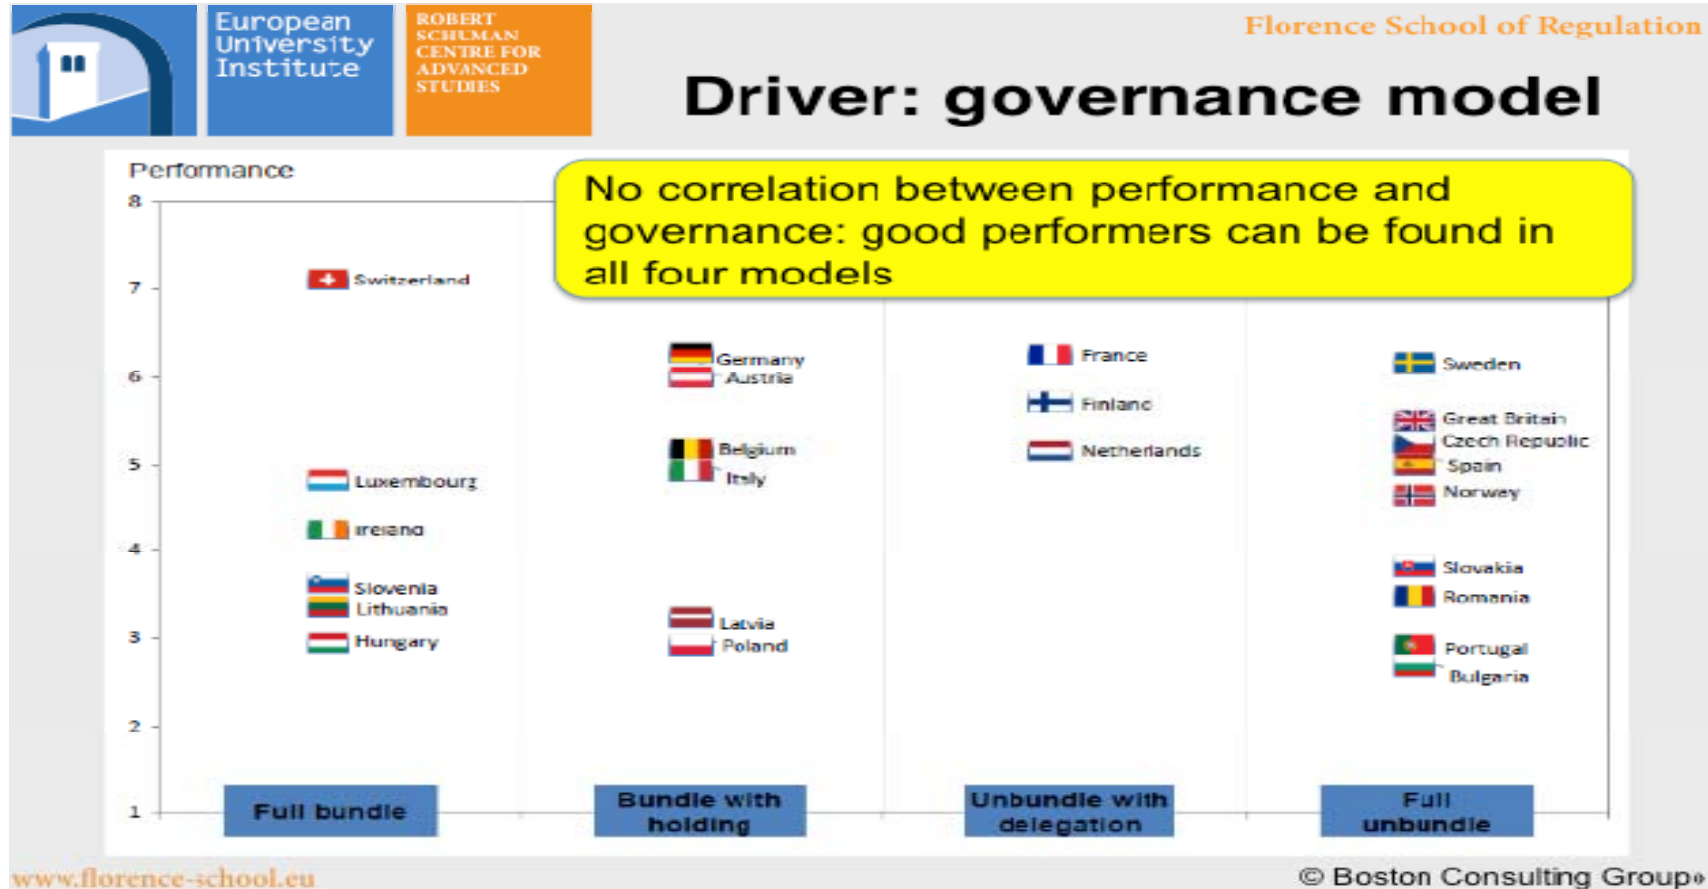 European
University
Institute
ROBERT
SCHUMAN
CENTRE FOR
ADVANCED
STUDIES
Florence School of Regulation
Driver: governance model
Performance
No correlation between performance and
governance: good performers can be found in
all four models
8
7
6
5
4
3
2
1
Switzerland
Luxembourg
Ireland
Slovenia
Lithuania
Hungary
Germany
Austria
Belgium
Italy
Latvia
Poland
France
Finland
Netherlands
Sweden
Great Britain
Czech Republic
Spain
Norway
Slovakia
Romania
Portugal
Bulgaria
Full bundle
Bundle with
holding
Unbundle with
delegation
Full
unbundle
www.florence-school.eu
© Boston Consulting Group